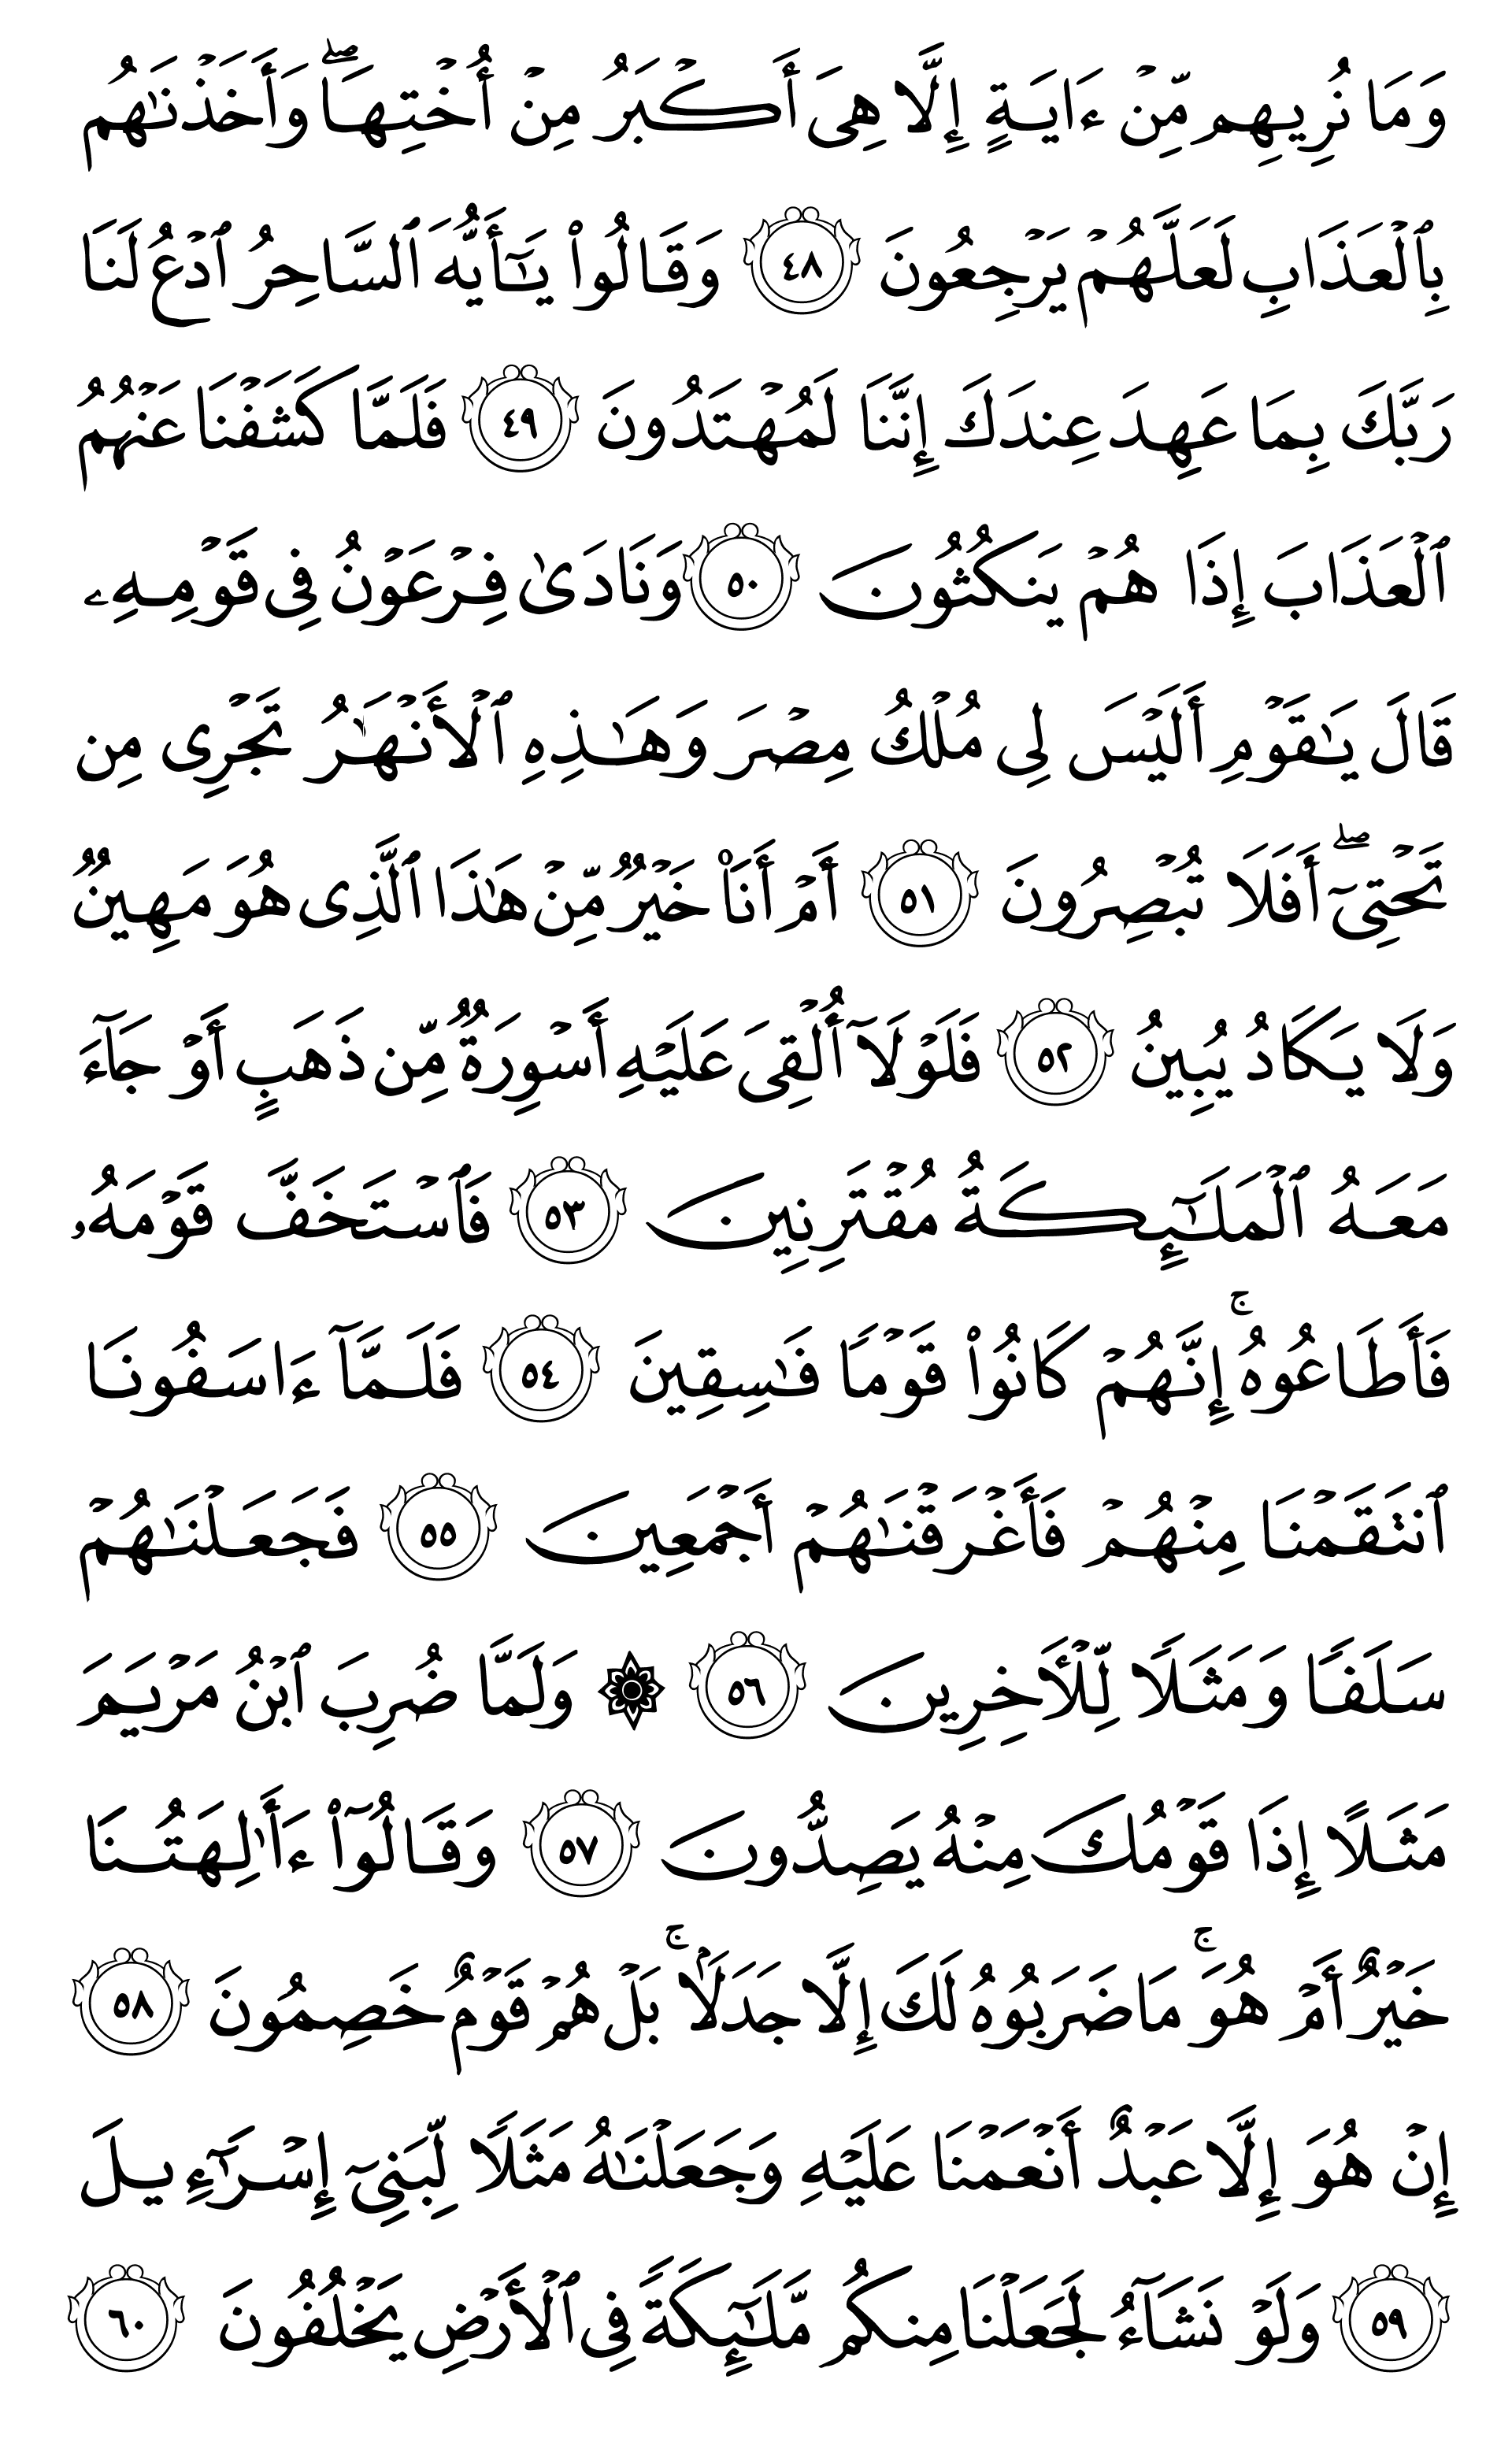 وَمَا نُرِيهِم مِّنْ ءَايَةٍ إِلَّا هِىَ أَكْبَرُ مِنْ أُخْتِهَا ۖ وَأَخَذْنَٰهُم
بِٱلْعَذَابِ لَعَلَّهُمْ يَرْجِعُونَ ٤٨ وَقَالُوا۟ يَٰٓأَيُّهَ ٱلسَّاحِرُ ٱدْعُ لَنَا
رَبَّكَ بِمَا عَهِدَ عِندَكَ إِنَّنَا لَمُهْتَدُونَ ٤٩ فَلَمَّا كَشَفْنَا عَنْهُمُ
ٱلْعَذَابَ إِذَا هُمْ يَنكُثُونَ ٥٠ وَنَادَىٰ فِرْعَوْنُ فِى قَوْمِهِۦ
قَالَ يَٰقَوْمِ أَلَيْسَ لِى مُلْكُ مِصْرَ وَهَٰذِهِ ٱلْأَنْهَٰرُ تَجْرِى مِن
تَحْتِىٓ ۖ أَفَلَا تُبْصِرُونَ ٥١ أَمْ أَنَا۠ خَيْرٌ مِّنْ هَٰذَا ٱلَّذِى هُوَ مَهِينٌ
وَلَا يَكَادُ يُبِينُ ٥٢ فَلَوْلَآ أُلْقِىَ عَلَيْهِ أَسْوِرَةٌ مِّن ذَهَبٍ أَوْ جَآءَ
مَعَهُ ٱلْمَلَٰٓئِكَةُ مُقْتَرِنِينَ ٥٣ فَٱسْتَخَفَّ قَوْمَهُۥ
فَأَطَاعُوهُ ۚ إِنَّهُمْ كَانُوا۟ قَوْمًا فَٰسِقِينَ ٥٤ فَلَمَّآ ءَاسَفُونَا
ٱنتَقَمْنَا مِنْهُمْ فَأَغْرَقْنَٰهُمْ أَجْمَعِينَ ٥٥ فَجَعَلْنَٰهُمْ
سَلَفًا وَمَثَلًا لِّلْءَاخِرِينَ ٥٦ ۞ وَلَمَّا ضُرِبَ ٱبْنُ مَرْيَمَ
مَثَلًا إِذَا قَوْمُكَ مِنْهُ يَصِدُّونَ ٥٧ وَقَالُوٓا۟ ءَأَٰلِهَتُنَا
خَيْرٌ أَمْ هُوَ ۚ مَا ضَرَبُوهُ لَكَ إِلَّا جَدَلًۢا ۚ بَلْ هُمْ قَوْمٌ خَصِمُونَ ٥٨
إِنْ هُوَ إِلَّا عَبْدٌ أَنْعَمْنَا عَلَيْهِ وَجَعَلْنَٰهُ مَثَلًا لِّبَنِىٓ إِسْرَٰٓءِيلَ
٥٩ وَلَوْ نَشَآءُ لَجَعَلْنَا مِنكُم مَّلَٰٓئِكَةً فِى ٱلْأَرْضِ يَخْلُفُونَ ٦٠